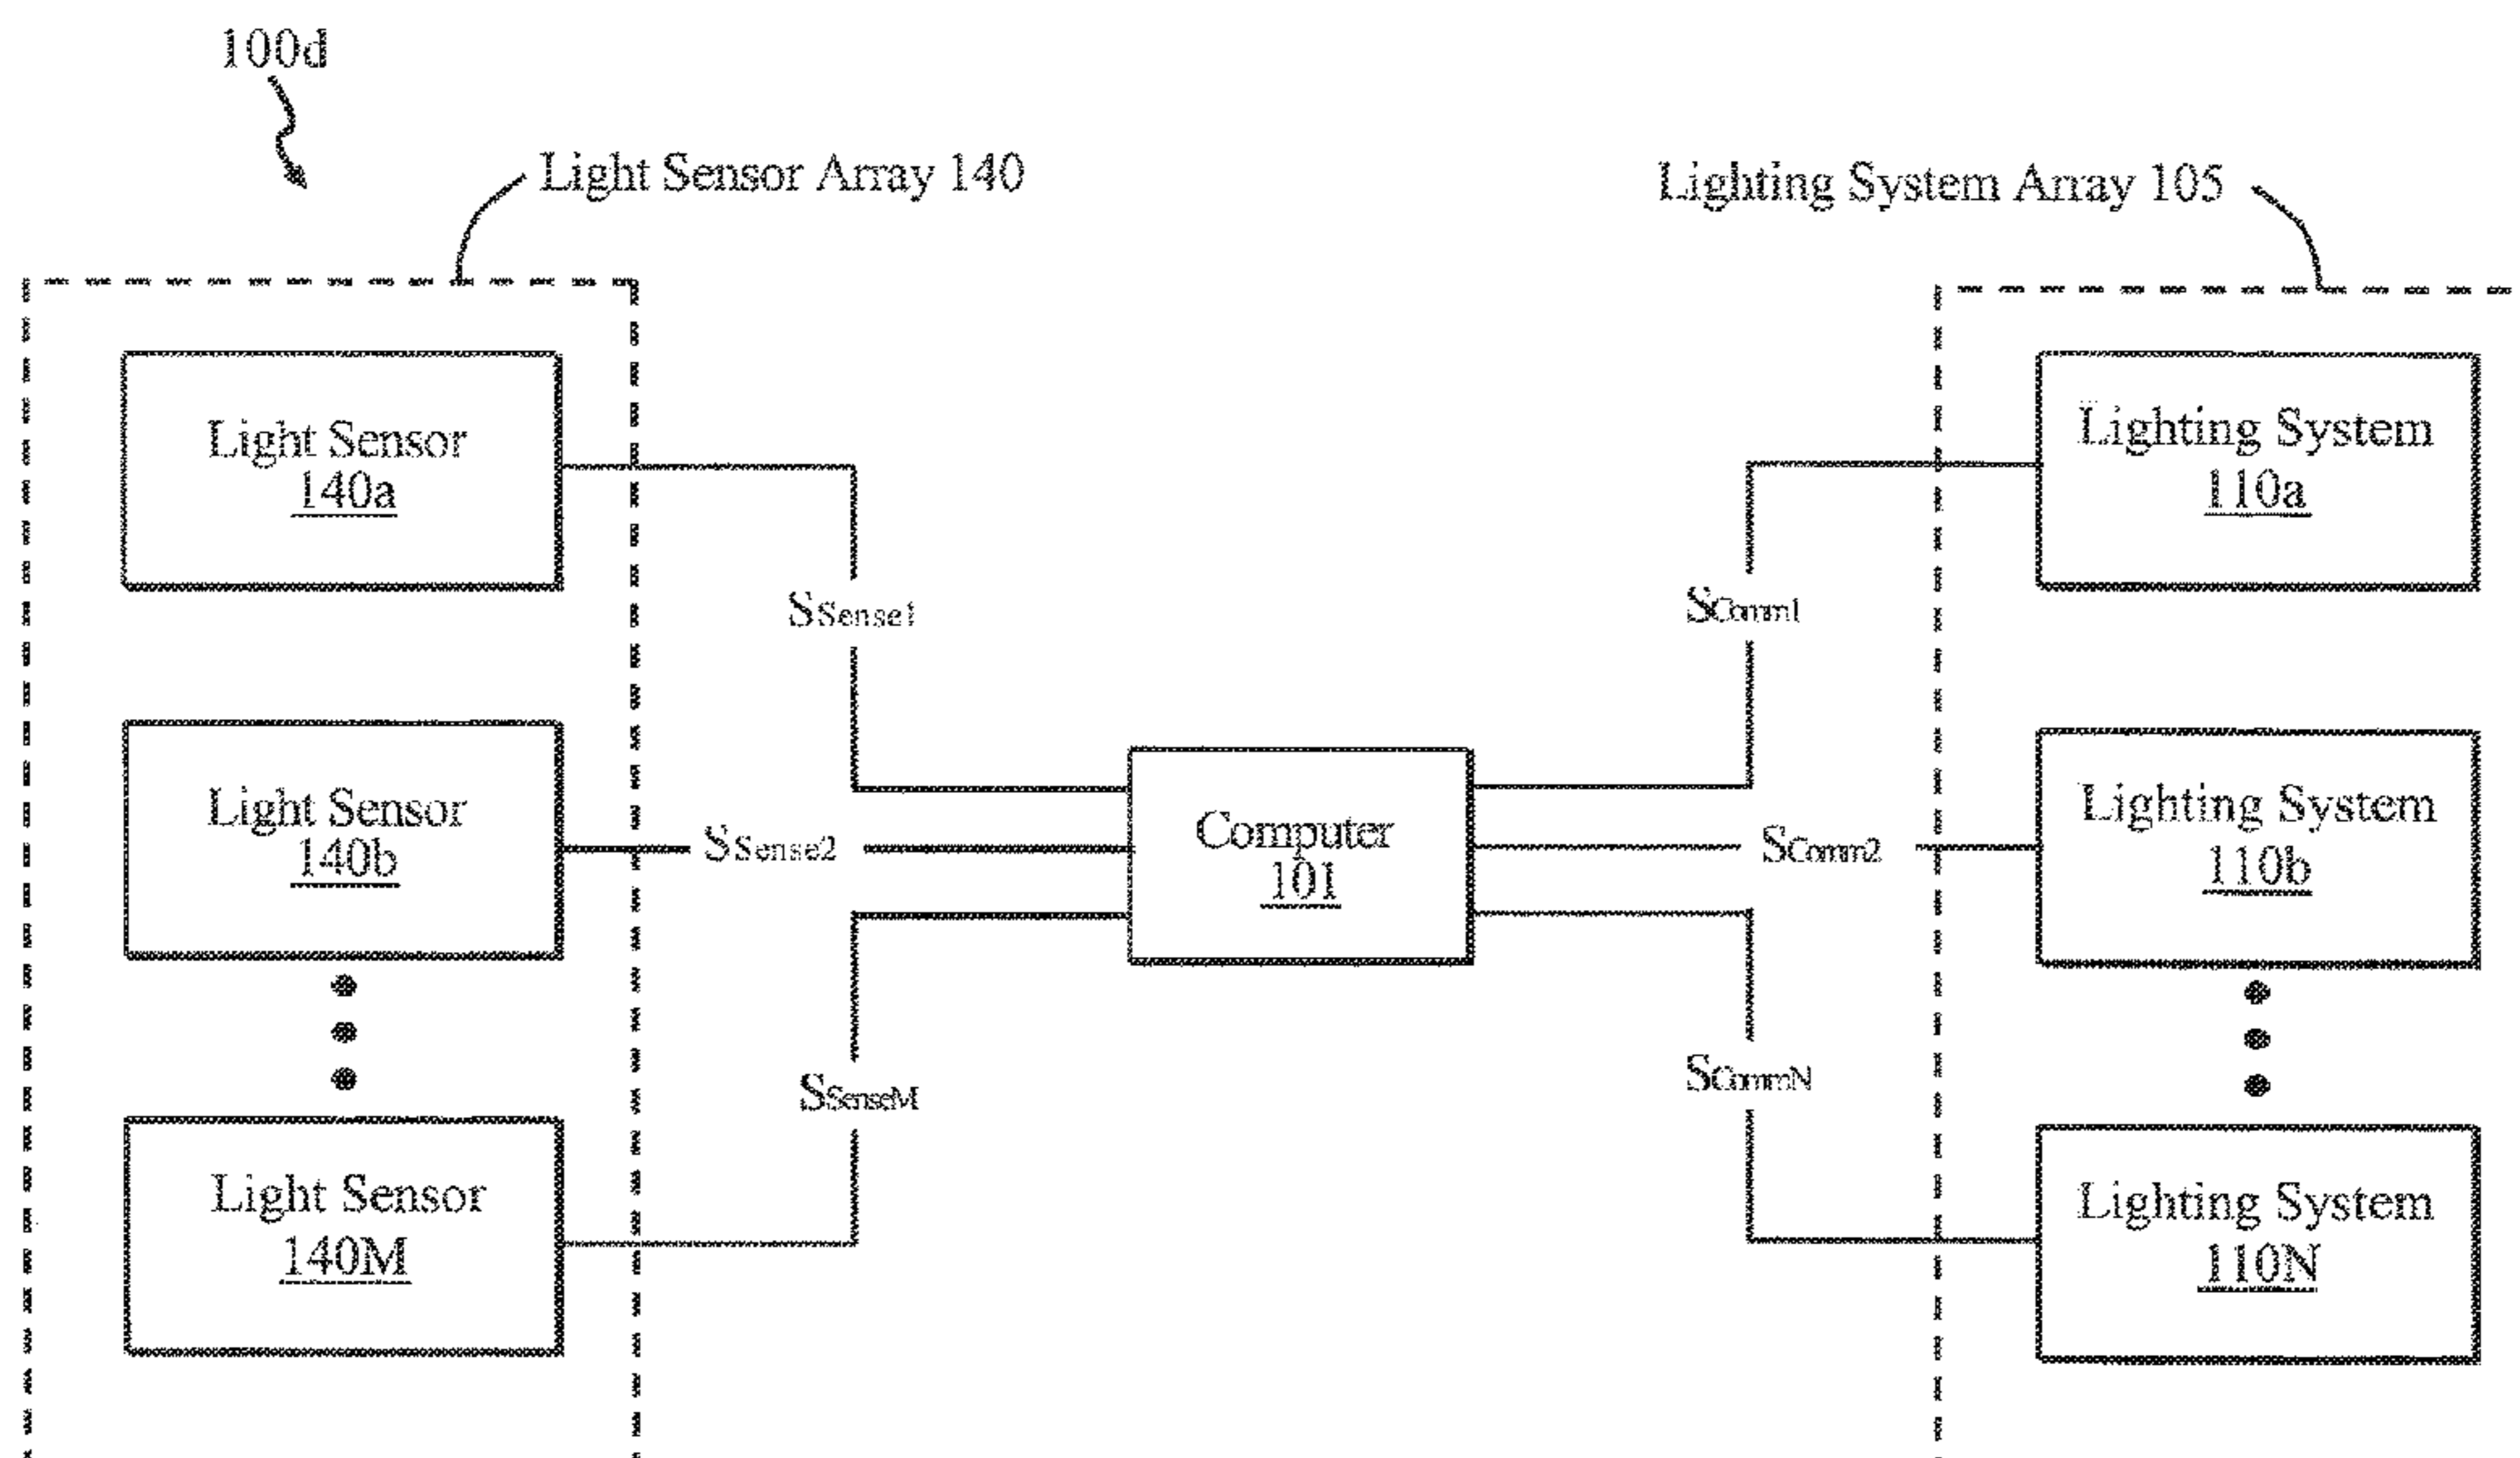 100d
Light Sensor Array 140
Lighting System Array 105
Light Sensor
140a
Lighting System
110a
SSense1
SComm1
Light Sensor
140b
SSense2
Computer
101
SComm2
Lighting System
110b
SSenseM
SCommN
Light Sensor
140M
Lighting System
110N